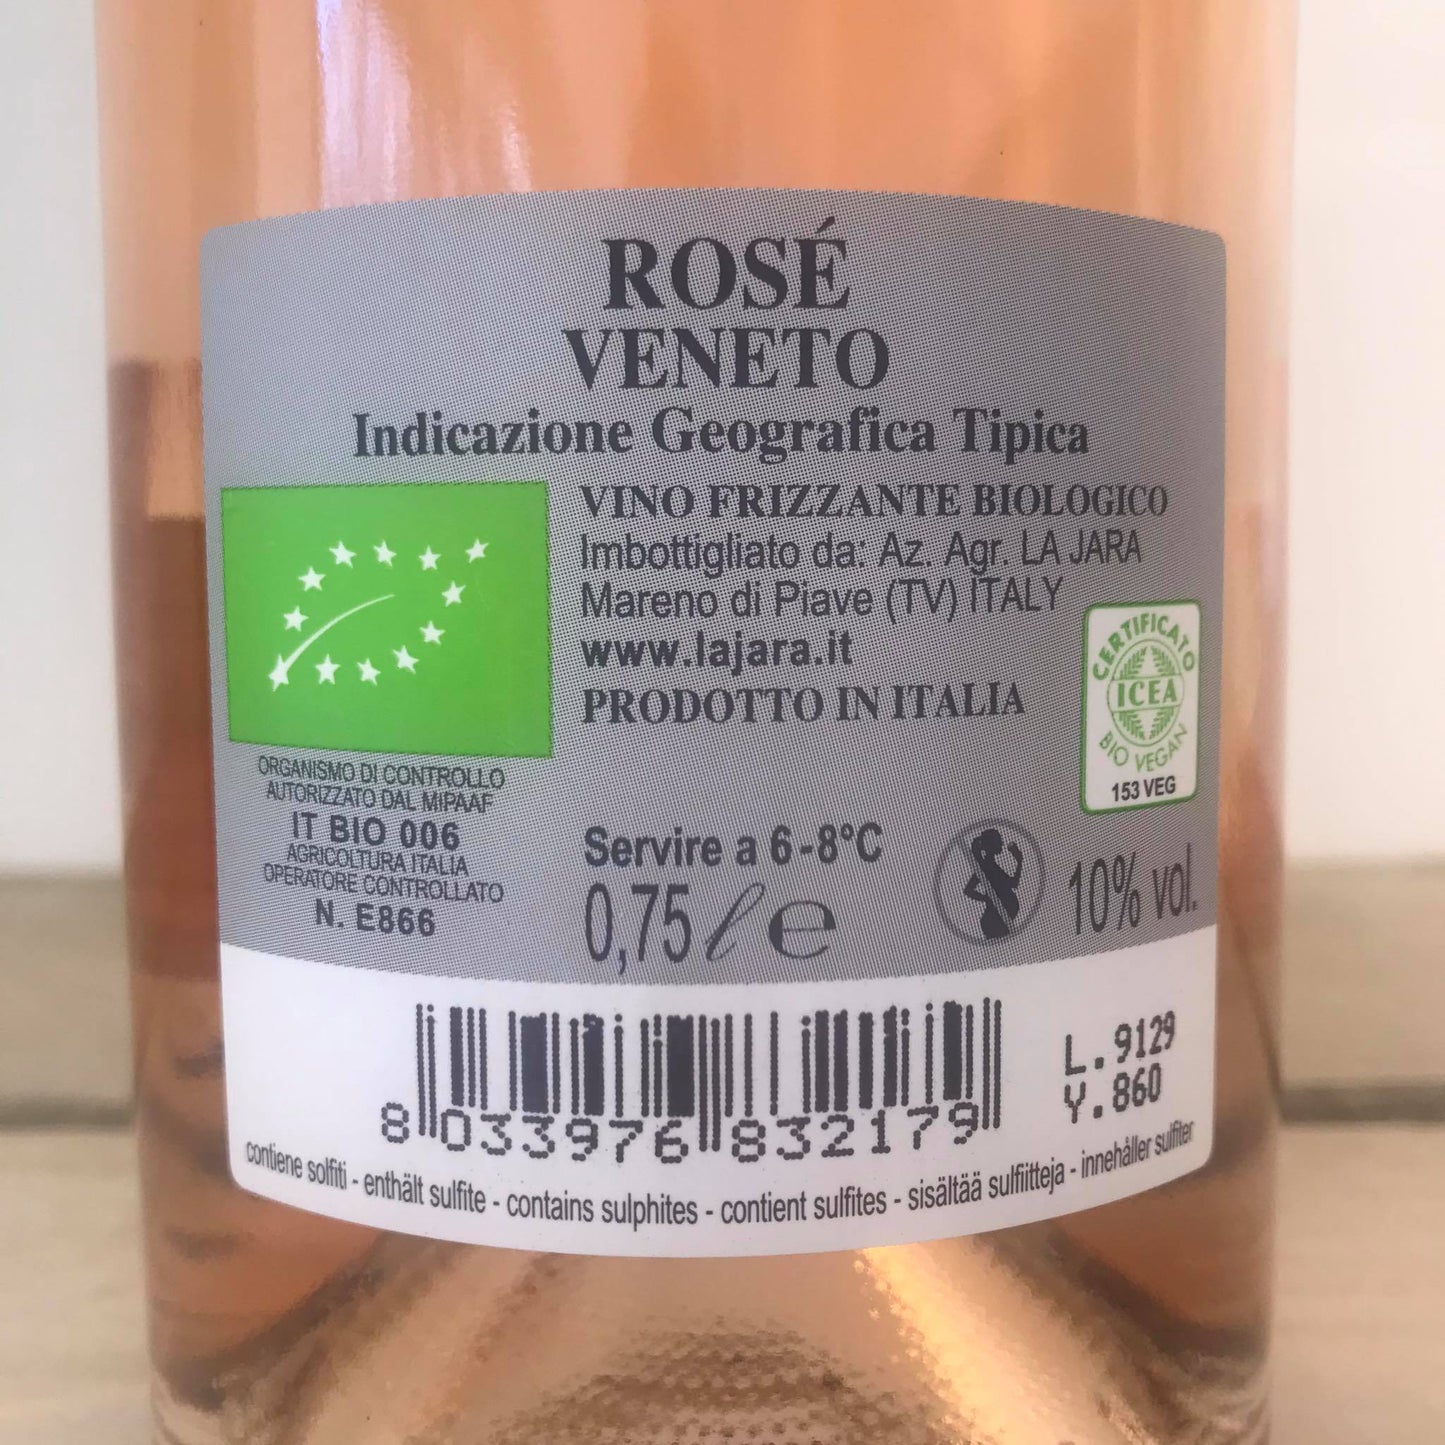 ROSÉ
VENETO
Indicazione Geografica Tipica
VINO FRIZZANTE BIOLOGICO
Imbottigliato da: Az. Agr. LA JARA
Mareno di Piave (TV) ITALY
www.lajara.it
PRODOTTO IN ITALIA
CERTIFICATO
ICEA
BIO VEGAN
153 VEG
ORGANISMO DI CONTROLLO
AUTORIZZATO DAL MIPAAF
IT BIO 006
AGRICOLTURA ITALIA
OPERATORE CONTROLLATO
N. E866
Servire a 6-8°C
0,75 ℓ e
10% vol.
8 033976 832179
L.9129
Y.860
contiene solfiti - enthält sulfite - contains sulphites - contient sulfites - sisältää sulfiitteja - innehåller sulfiter